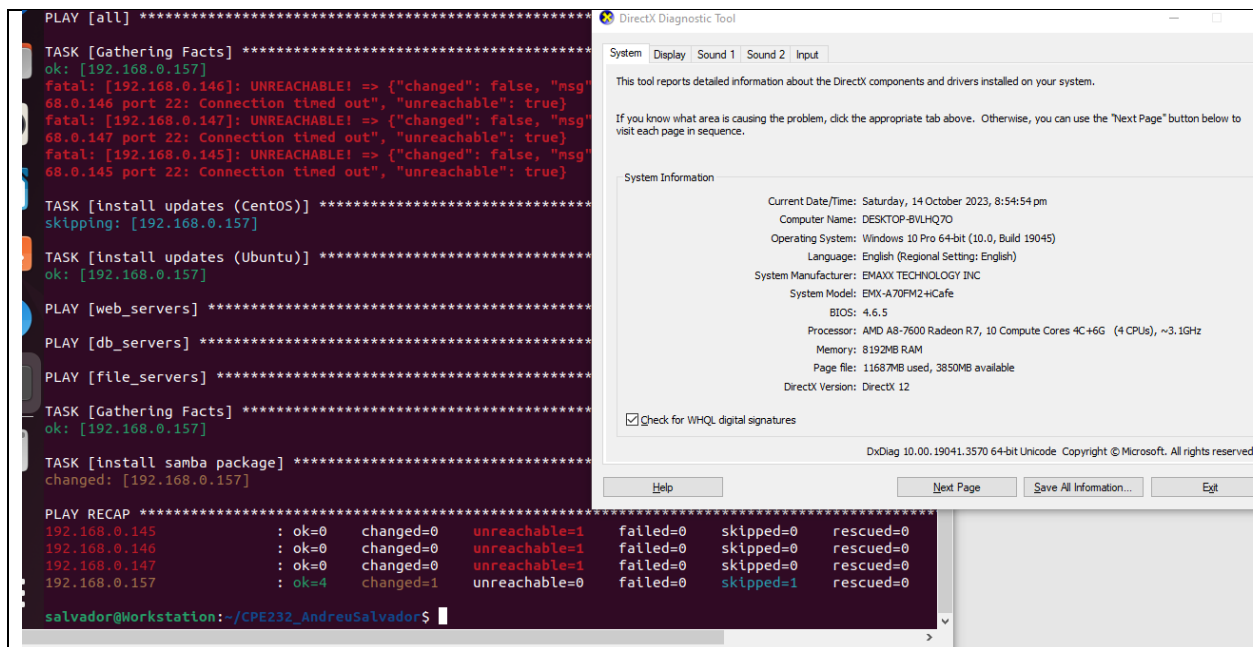 PLAY [all] *****************************************************
TASK [Gathering Facts] *****************************************
ok: [192.168.0.157]
fatal: [192.168.0.146]: UNREACHABLE! => {"changed": false, "msg"
68.0.146 port 22: Connection timed out", "unreachable": true}
fatal: [192.168.0.147]: UNREACHABLE! => {"changed": false, "msg"
68.0.147 port 22: Connection timed out", "unreachable": true}
fatal: [192.168.0.145]: UNREACHABLE! => {"changed": false, "msg"
68.0.145 port 22: Connection timed out", "unreachable": true}
TASK [install updates (CentOS)] ********************************
skipping: [192.168.0.157]
TASK [install updates (Ubuntu)] ********************************
ok: [192.168.0.157]
PLAY [web_servers] *********************************************
PLAY [db_servers] **********************************************
PLAY [file_servers] ********************************************
TASK [Gathering Facts] *****************************************
ok: [192.168.0.157]
TASK [install samba package] ***********************************
changed: [192.168.0.157]
PLAY RECAP *********************************************************************************************
192.168.0.145 : ok=0 changed=0 unreachable=1 failed=0 skipped=0 rescued=0
192.168.0.146 : ok=0 changed=0 unreachable=1 failed=0 skipped=0 rescued=0
192.168.0.147 : ok=0 changed=0 unreachable=1 failed=0 skipped=0 rescued=0
192.168.0.157 : ok=4 changed=1 unreachable=0 failed=0 skipped=1 rescued=0
salvador@Workstation:~/CPE232_AndreuSalvador$
DirectX Diagnostic Tool
System Display Sound 1 Sound 2 Input
This tool reports detailed information about the DirectX components and drivers installed on your system.
If you know what area is causing the problem, click the appropriate tab above. Otherwise, you can use the "Next Page" button below to
visit each page in sequence.
System Information
Current Date/Time: Saturday, 14 October 2023, 8:54:54 pm
Computer Name: DESKTOP-BVLHQ7O
Operating System: Windows 10 Pro 64-bit (10.0, Build 19045)
Language: English (Regional Setting: English)
System Manufacturer: EMAXX TECHNOLOGY INC
System Model: EMX-A70FM2+iCafe
BIOS: 4.6.5
Processor: AMD A8-7600 Radeon R7, 10 Compute Cores 4C+6G (4 CPUs), ~3.1GHz
Memory: 8192MB RAM
Page file: 11687MB used, 3850MB available
DirectX Version: DirectX 12
Check for WHQL digital signatures
DxDiag 10.00.19041.3570 64-bit Unicode Copyright © Microsoft. All rights reserved
Help Next Page Save All Information... Exit